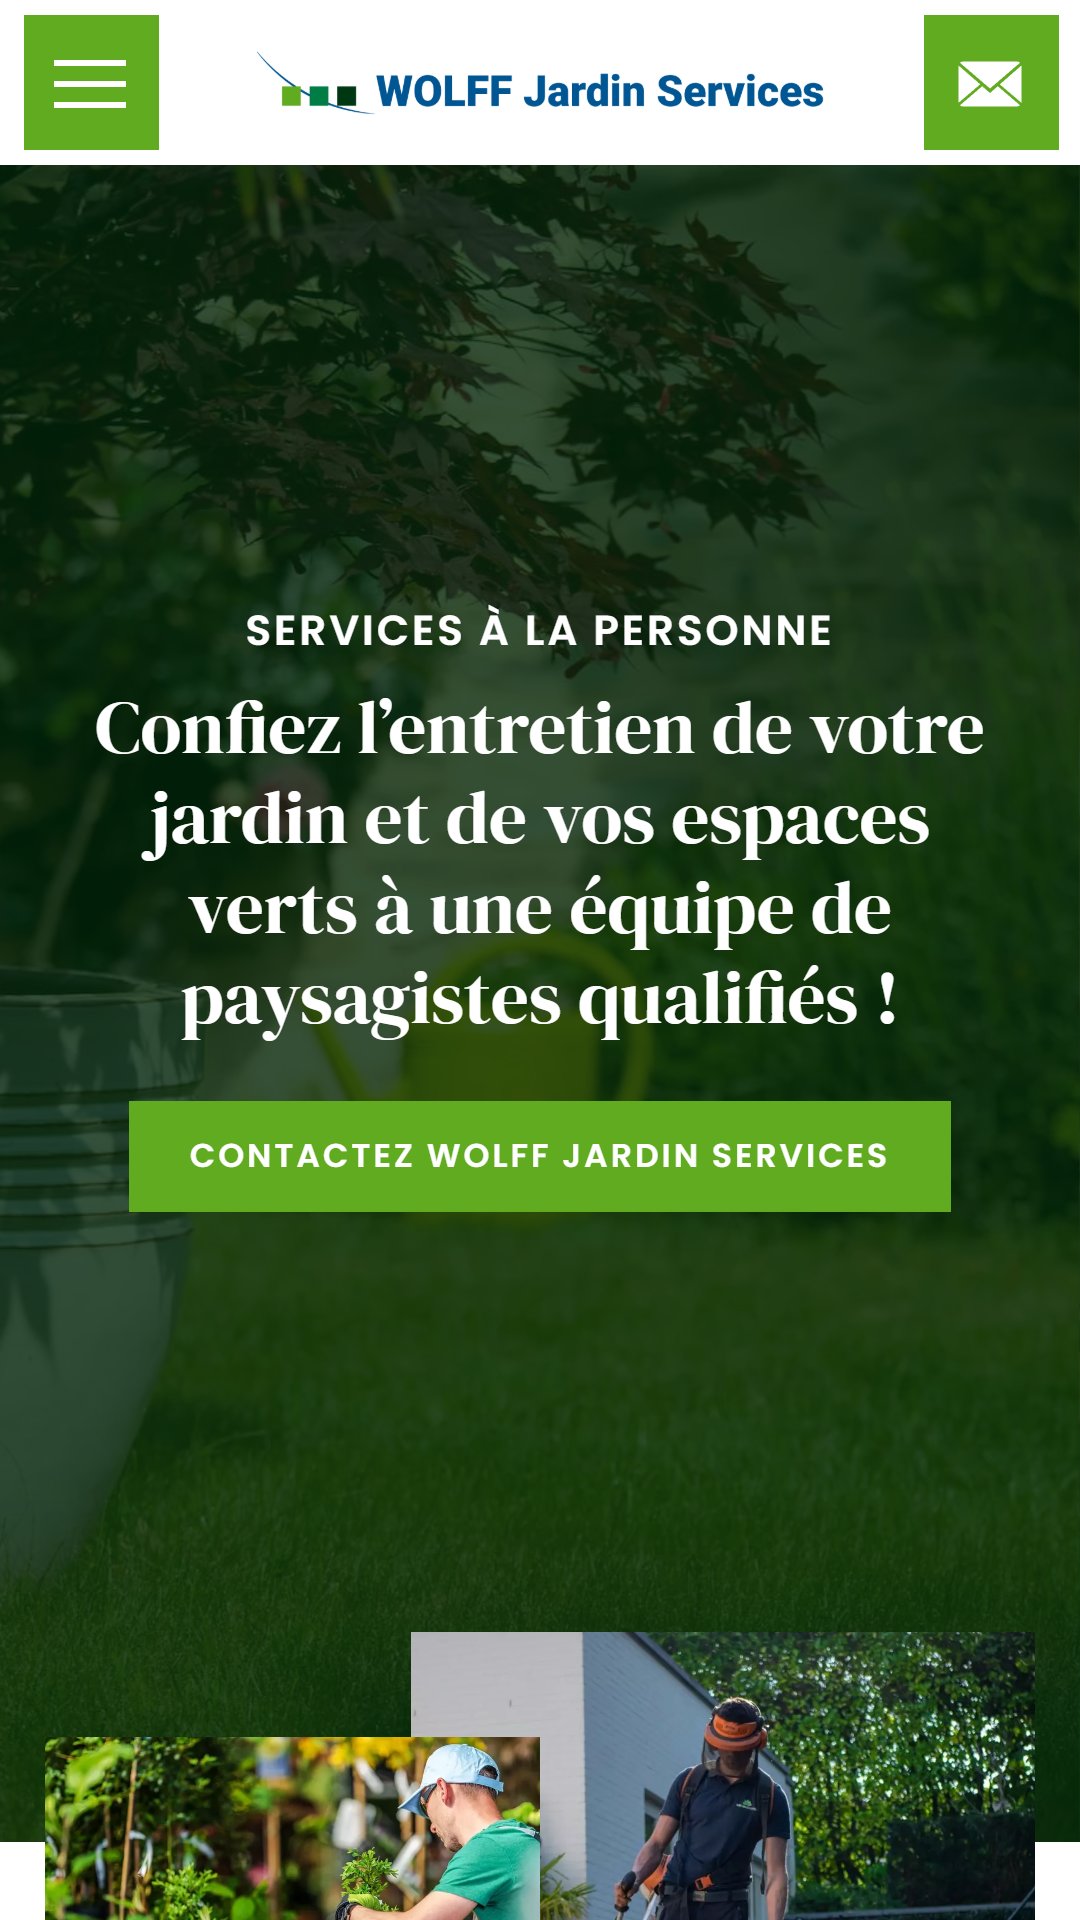 WOLFF Jardin Services
SERVICES À LA PERSONNE
Confiez l’entretien de votre
jardin et de vos espaces
verts à une équipe de
paysagistes qualifiés !
CONTACTEZ WOLFF JARDIN SERVICES